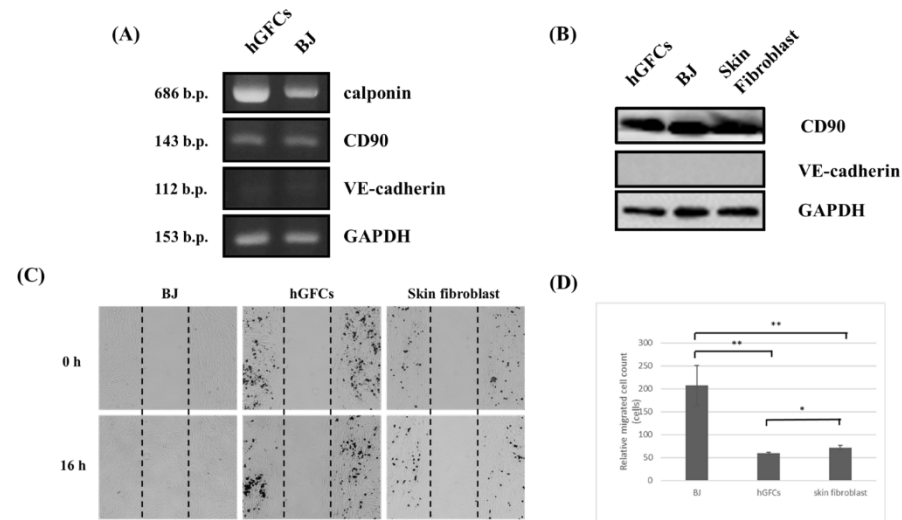 (A)
hGFCs BJ
686 b.p. calponin
143 b.p. CD90
112 b.p. VE-cadherin
153 b.p. GAPDH
(B)
hGFCs BJ Skin
Fibroblast
CD90
VE-cadherin
GAPDH
(C)
BJ hGFCs Skin fibroblast
0 h
16 h
(D)
Relative migrated cell count
(cells)
300
250
200
150
100
50
0
**
**
*
BJ hGFCs skin fibroblast